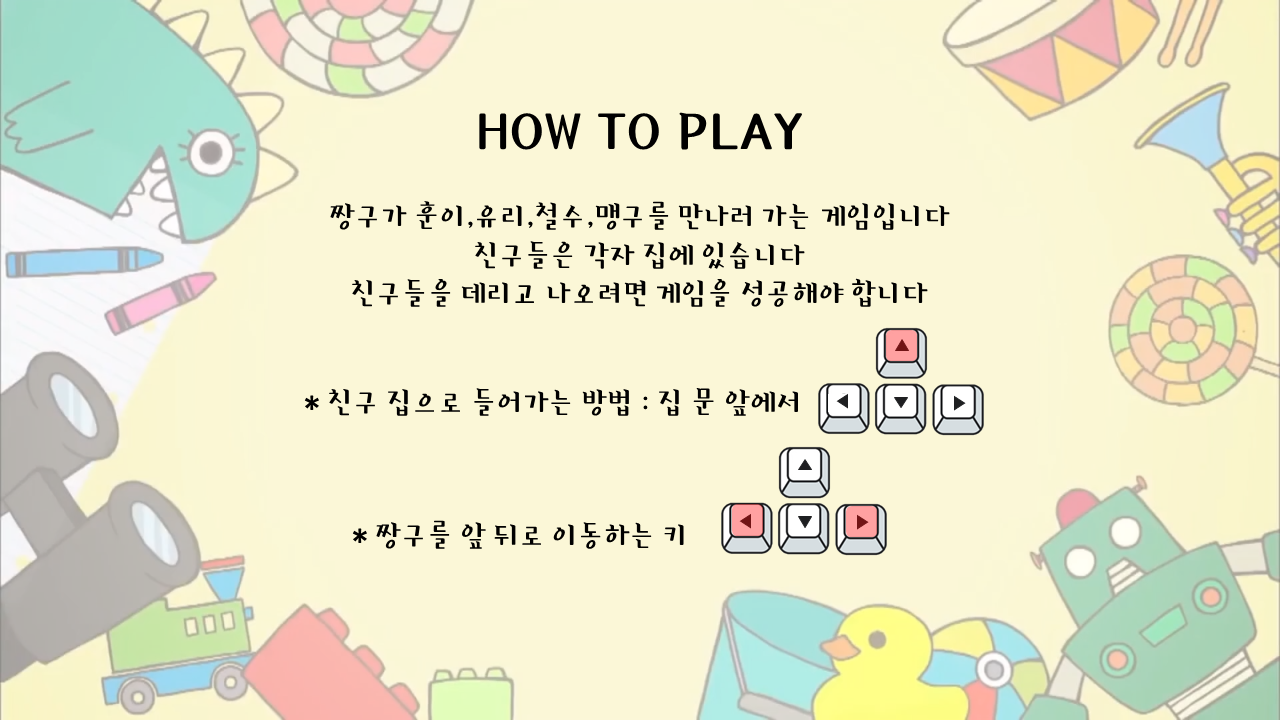 HOW TO PLAY
짱구가 훈이,유리,철수,맹구를 만나러 가는 게임입니다
친구들은 각자 집에 있습니다
친구들을 데리고 나오려면 게임을 성공해야 합니다
* 친구 집으로 들어가는 방법 : 집 문 앞에서
* 짱구를 앞 뒤로 이동하는 키